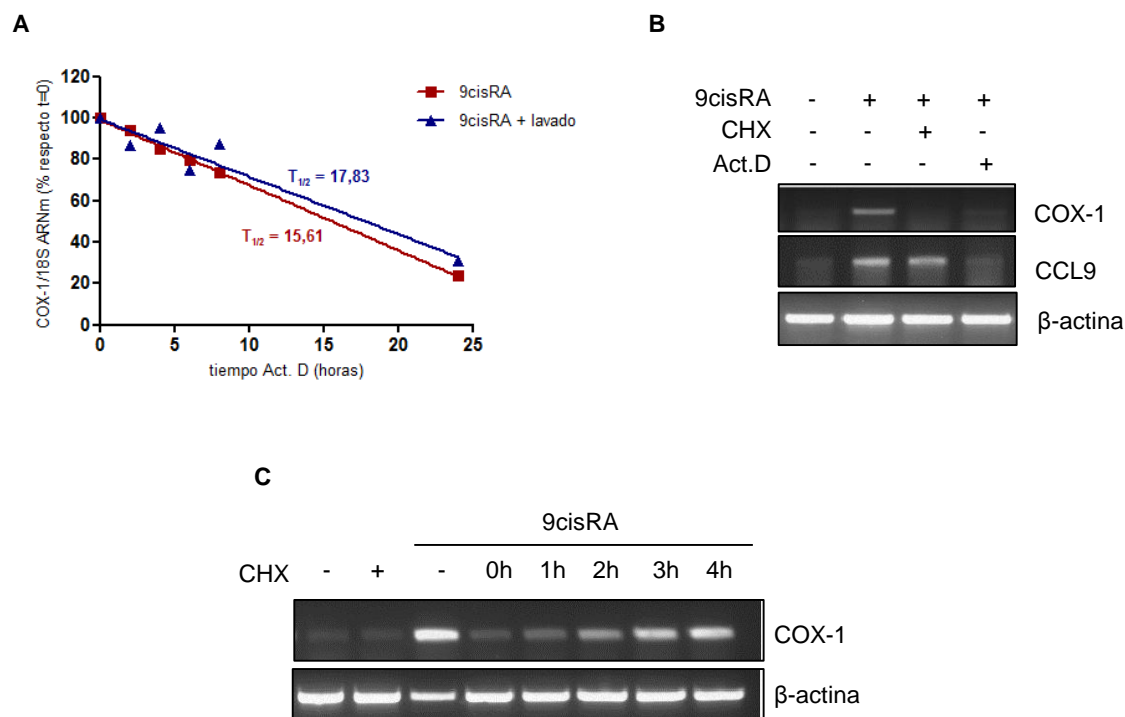 A
COX-1/18S ARNm (% respecto t=0)
120
100
80
60
40
20
0
0 5 10 15 20 25
tiempo Act. D (horas)
9cisRA
9cisRA + lavado
T1/2 = 17,83
T1/2 = 15,61
B
9cisRA - + + +
CHX - - + -
Act.D - - - +
COX-1
CCL9
β-actina
C
9cisRA
CHX - + - 0h 1h 2h 3h 4h
COX-1
β-actina